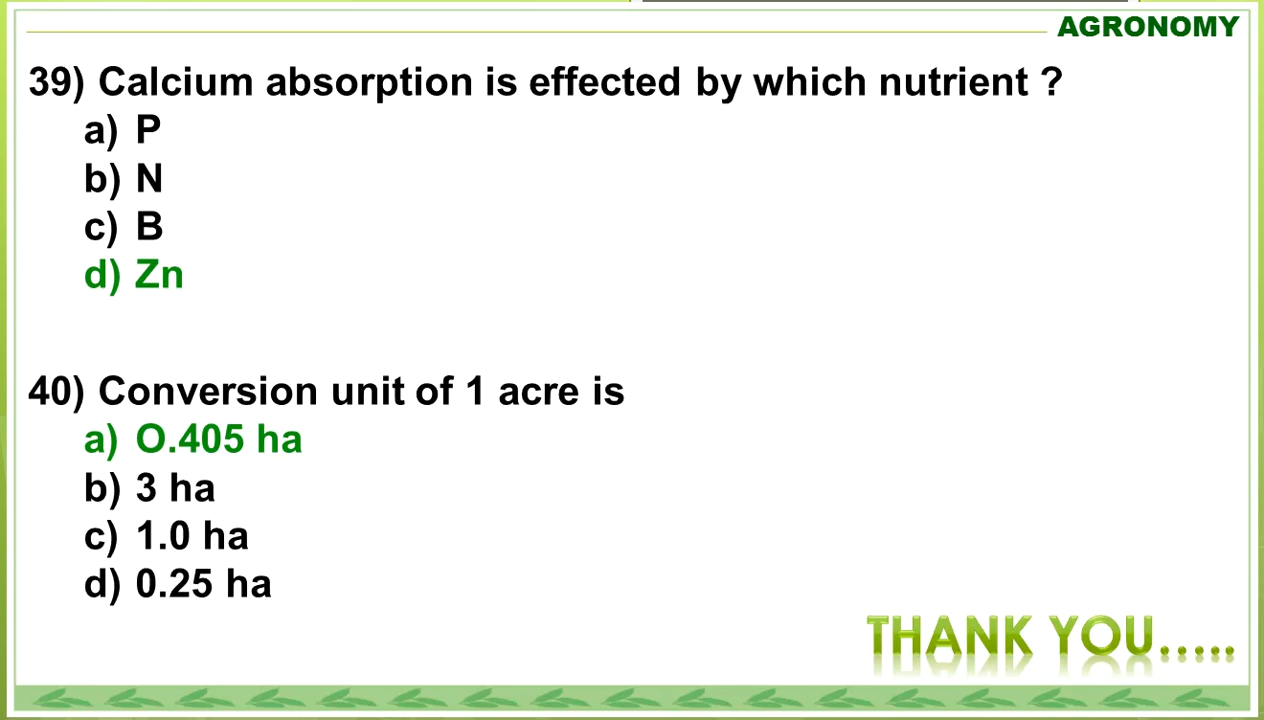 AGRONOMY
39) Calcium absorption is effected by which nutrient ?
a) P
b) N
c) B
d) Zn
40) Conversion unit of 1 acre is
a) O.405 ha
b) 3 ha
c) 1.0 ha
d) 0.25 ha
THANK YOU.....